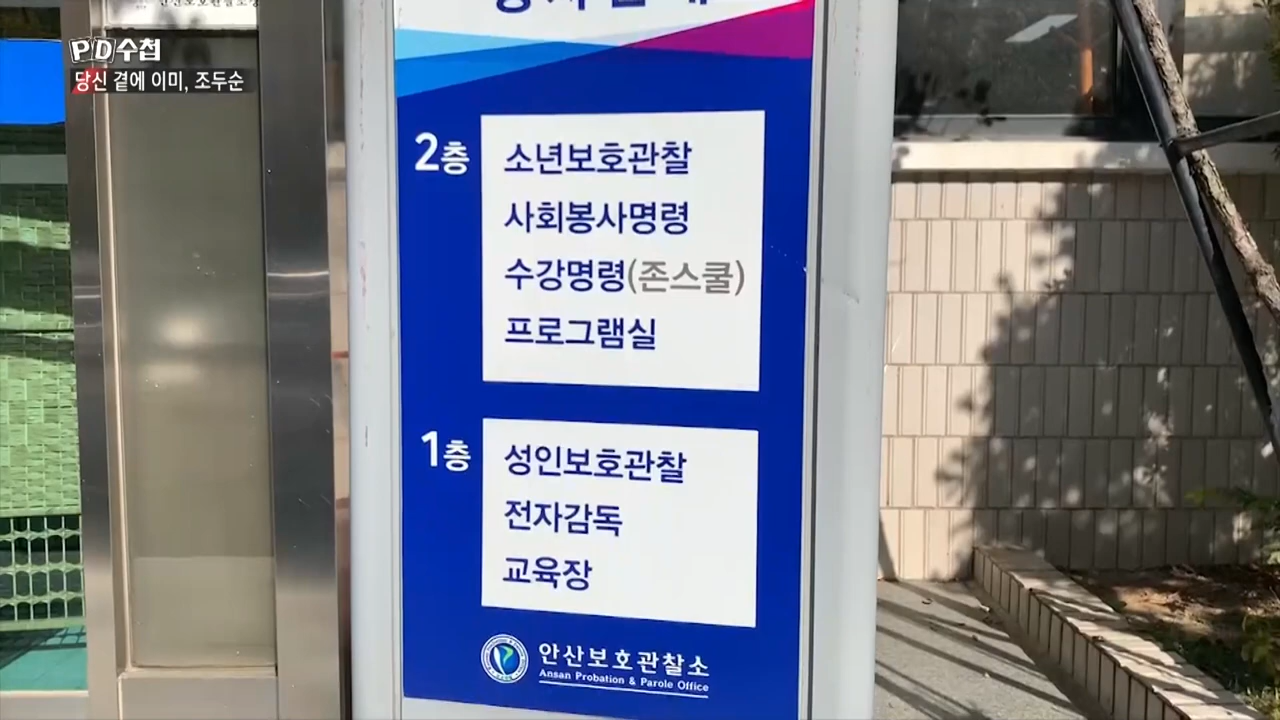 PD수첩
당신 곁에 이미, 조두순
2층
소년보호관찰
사회봉사명령
수강명령(존스쿨)
프로그램실
1층
성인보호관찰
전자감독
교육장
안산보호관찰소
Ansan Probation & Parole Office